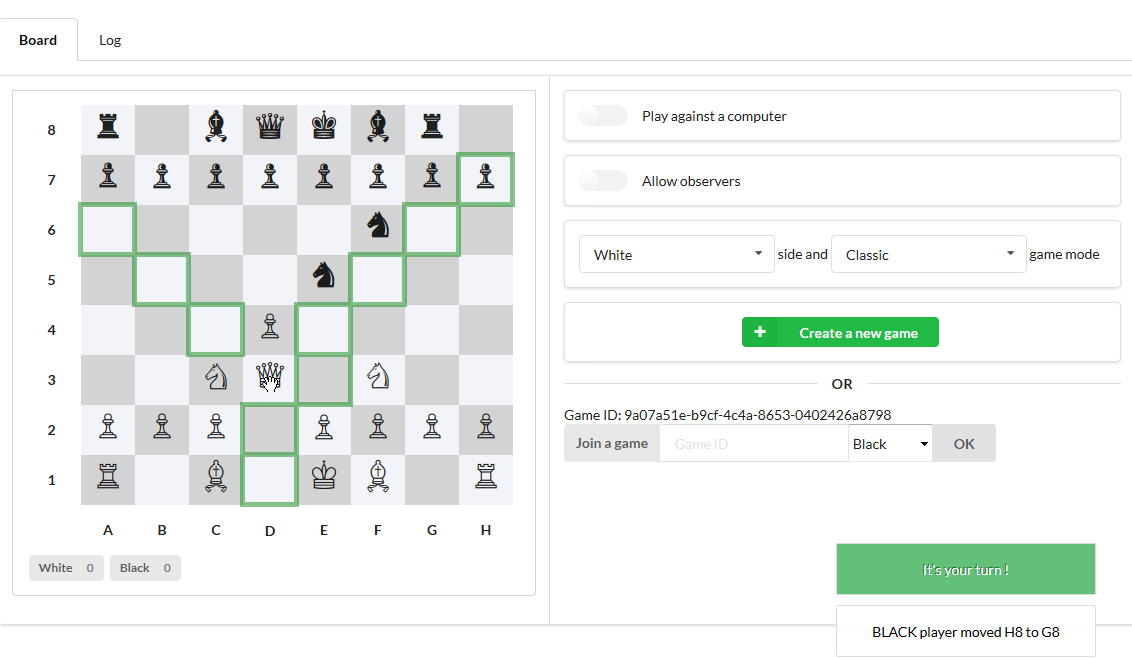 Board
Log
8
7
6
5
4
3
2
1
A B C D E F G H
White 0
Black 0
Play against a computer
Allow observers
White side and Classic game mode
Create a new game
OR
Game ID: 9a07a51e-b9cf-4c4a-8653-0402426a8798
Join a game Game ID Black OK
It's your turn !
BLACK player moved H8 to G8